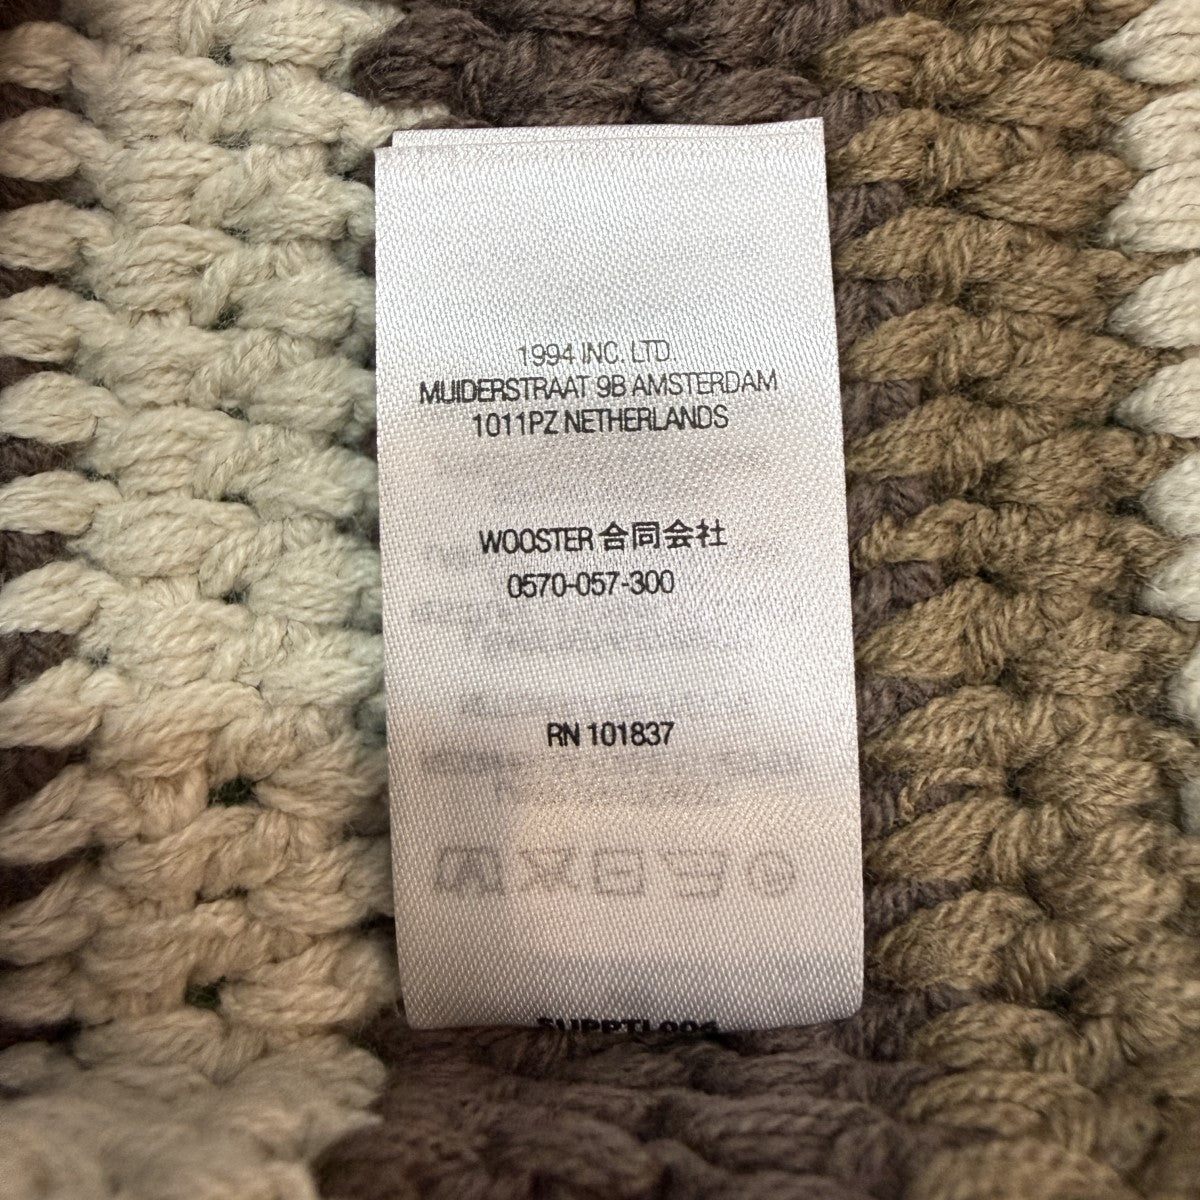 1994 INC. LTD.
MUIDERSTRAAT 9B AMSTERDAM
1011PZ NETHERLANDS
WOOSTER 合同会社
0570-057-300
RN 101837